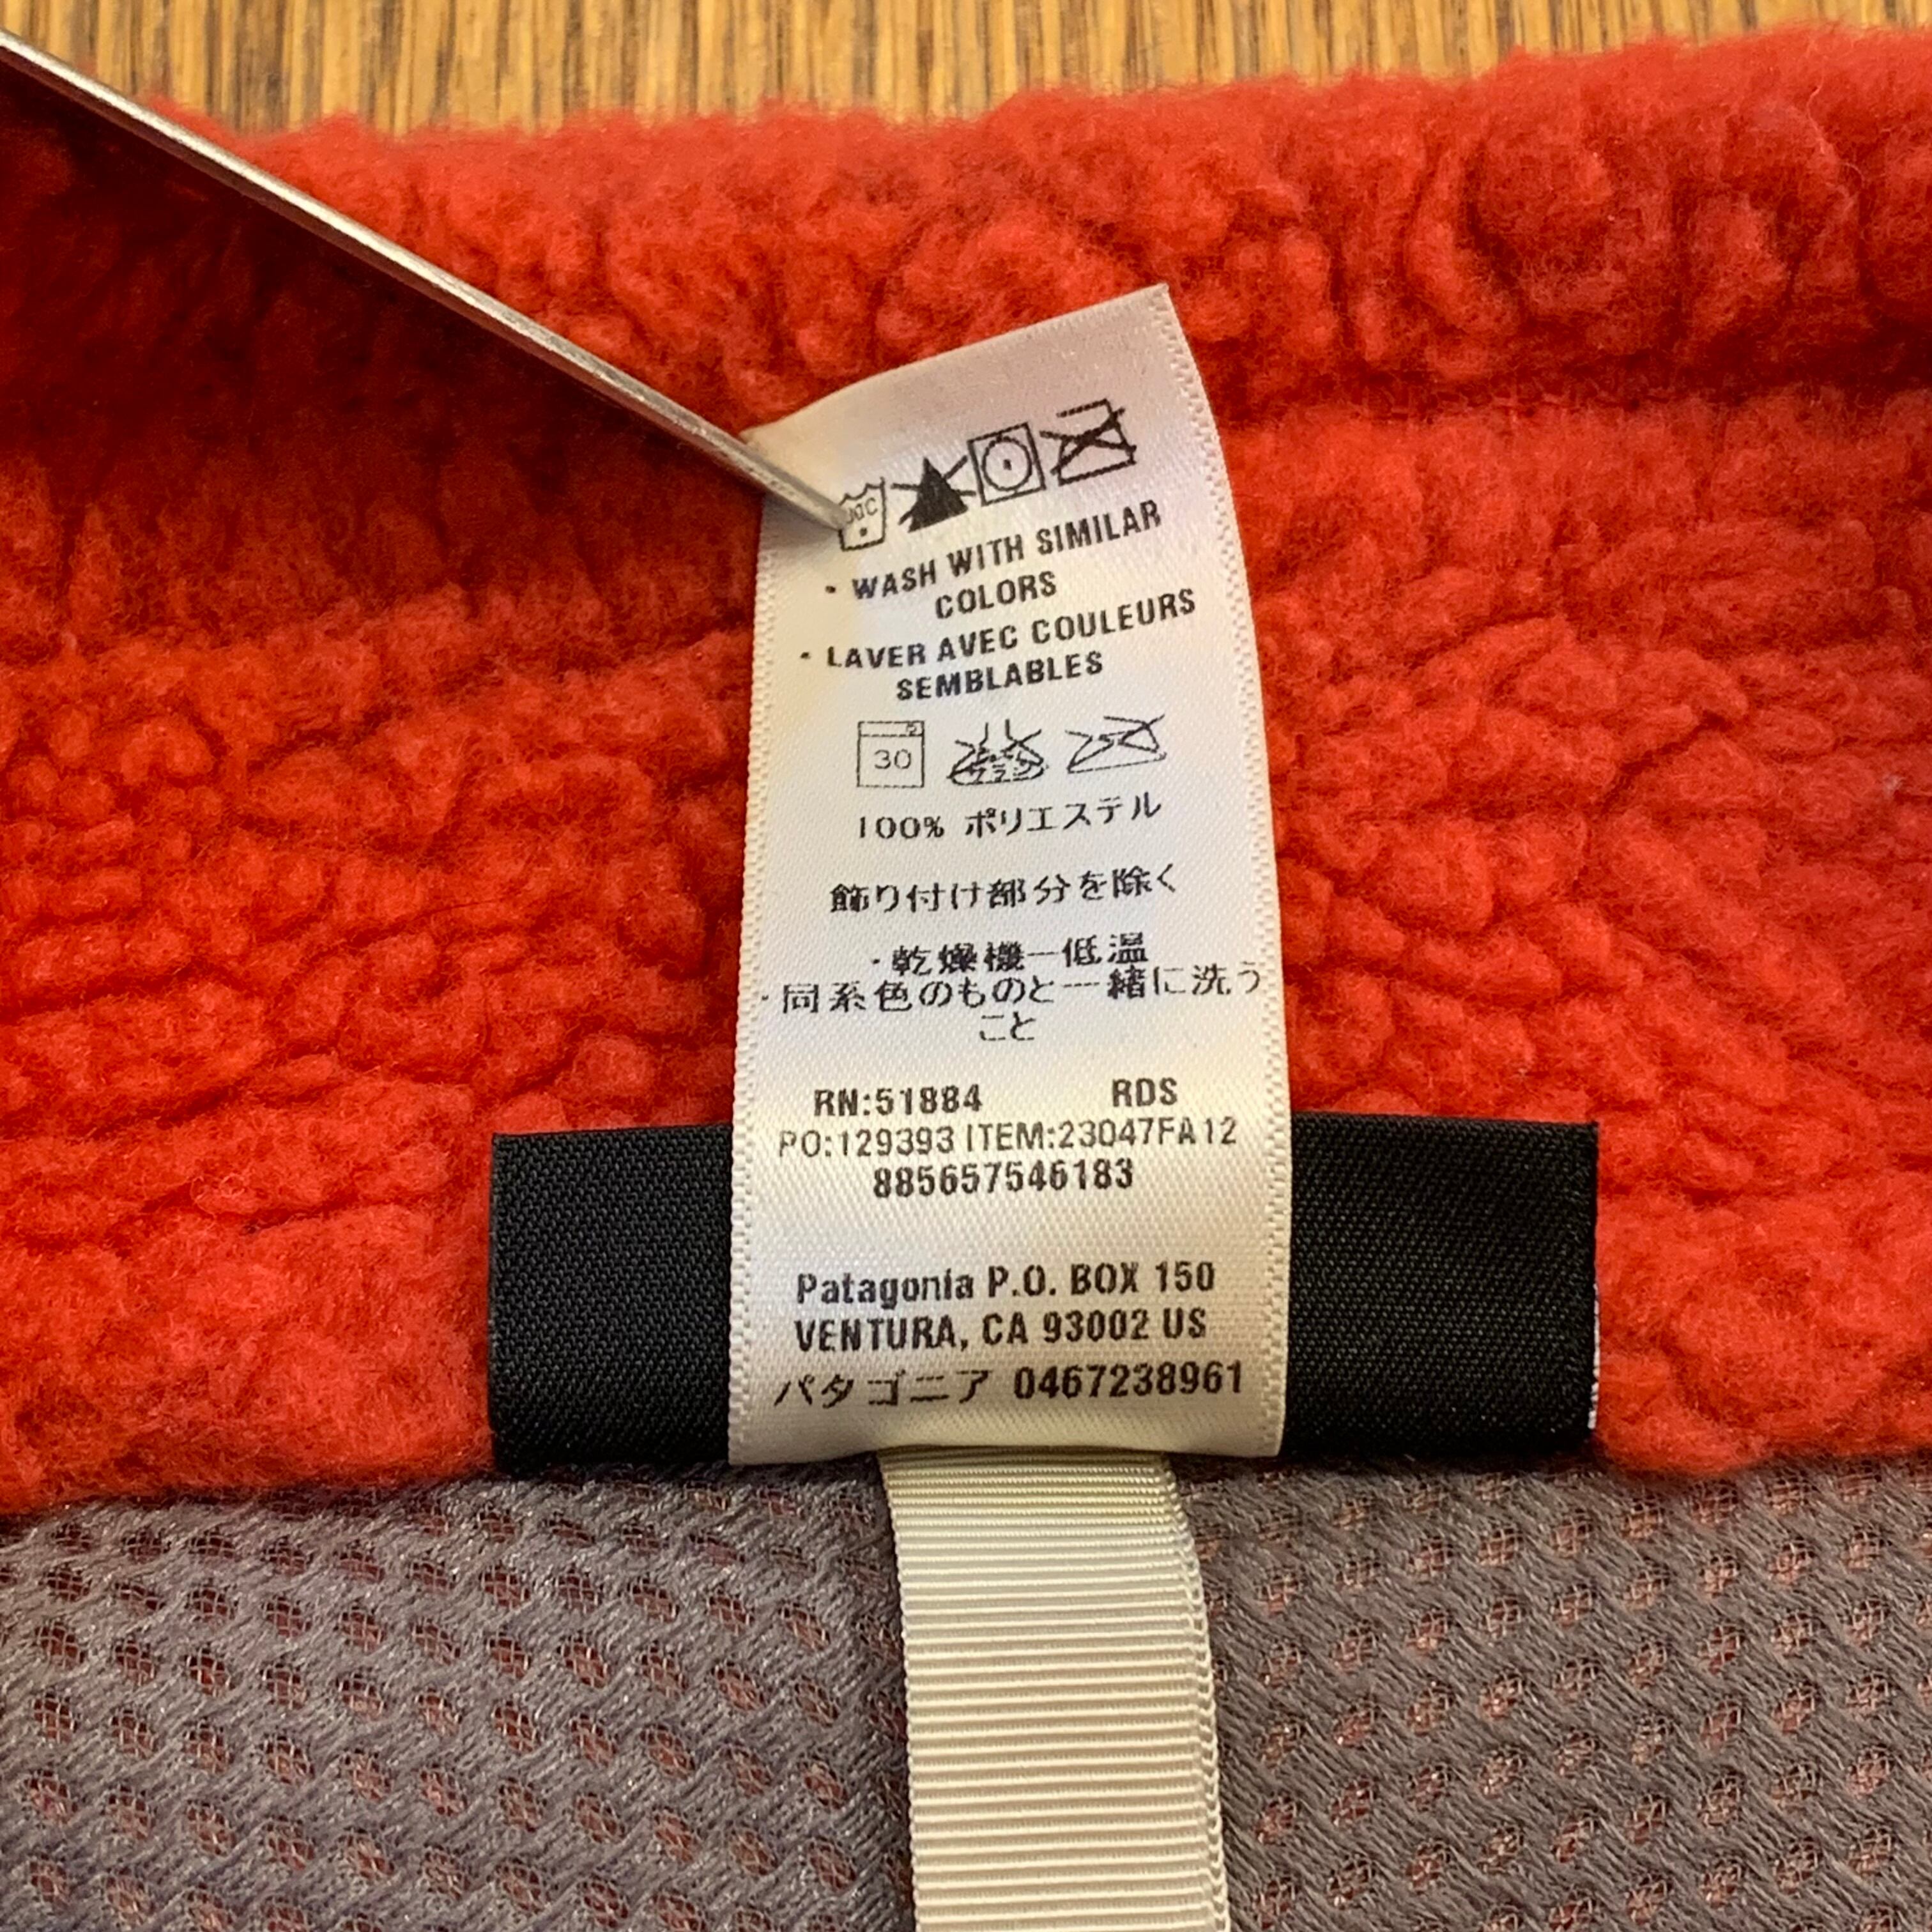 · WASH WITH SIMILAR
COLORS
· LAVER AVEC COULEURS
SEMBLABLES
30
100% ポリエステル
飾り付け部分を除く
・乾燥機ー低温
・同系色のものと一緒に洗う
こと
RN:51884 RDS
PO:129393 ITEM:23047FA12
885657546183
Patagonia P.O. BOX 150
VENTURA, CA 93002 US
パタゴニア 0467238961